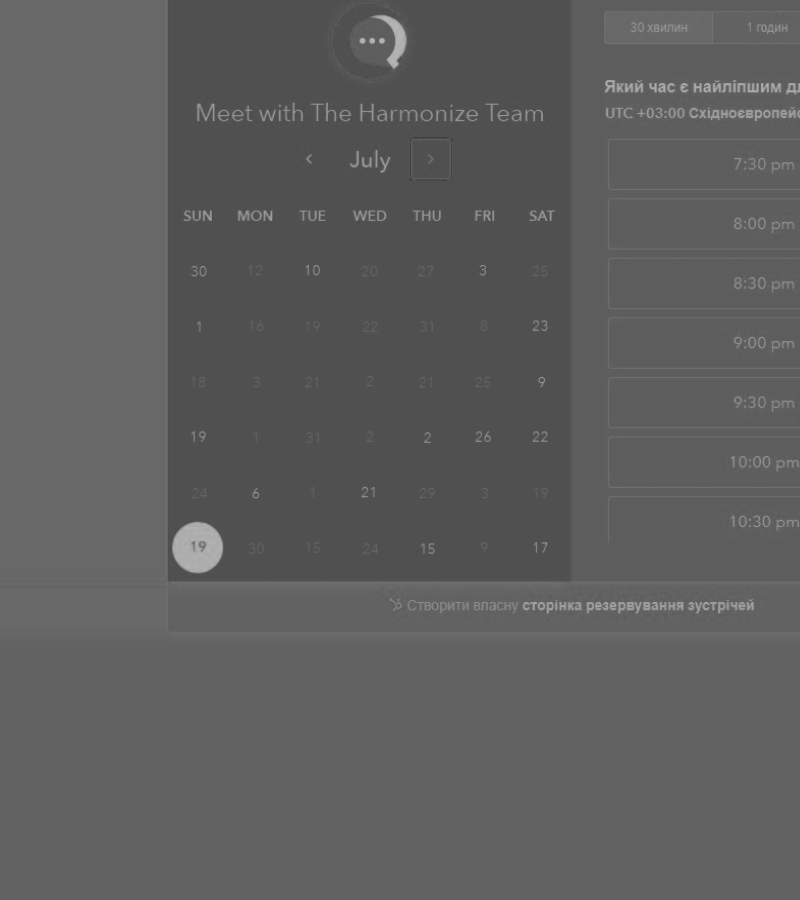 Meet with The Harmonize Team
July
SUN MON TUE WED THU FRI SAT
30 12 10 20 27 3 25
1 16 19 22 31 8 23
18 3 21 2 21 25 9
19 1 31 2 2 26 22
24 6 1 21 29 3 19
19 30 15 24 15 9 17
30 хвилин
1 годин
Який час є найліпшим
UTC +03:00
7:30 pm
8:00 pm
8:30 pm
9:00 pm
9:30 pm
10:00 pm
10:30 pm
Створити власну сторінка резервування зустрічей